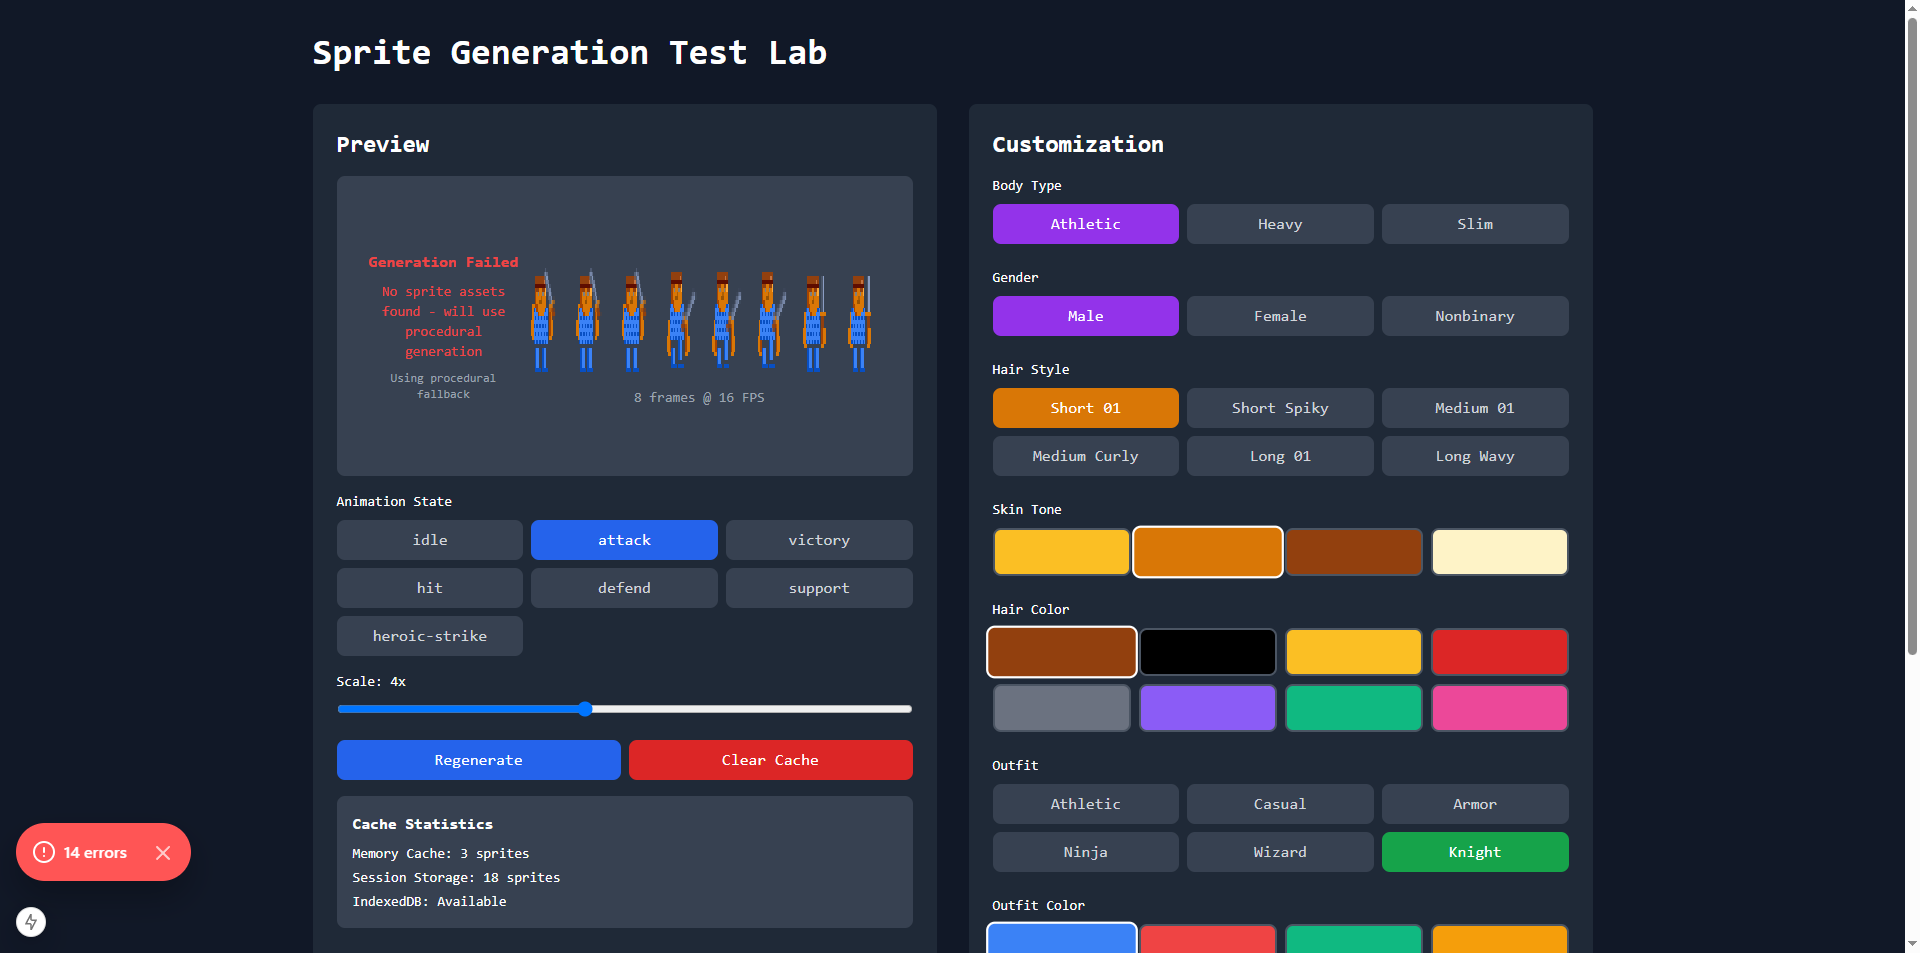 Sprite Generation Test Lab
Preview
Generation Failed
No sprite assets
found - will use
procedural
generation
Using procedural
fallback
8 frames @ 16 FPS
Animation State
idle
attack
victory
hit
defend
support
heroic-strike
Scale: 4x
Regenerate
Clear Cache
Cache Statistics
Memory Cache: 3 sprites
Session Storage: 18 sprites
IndexedDB: Available
14 errors
Customization
Body Type
Athletic
Heavy
Slim
Gender
Male
Female
Nonbinary
Hair Style
Short 01
Short Spiky
Medium 01
Medium Curly
Long 01
Long Wavy
Skin Tone
Hair Color
Outfit
Athletic
Casual
Armor
Ninja
Wizard
Knight
Outfit Color